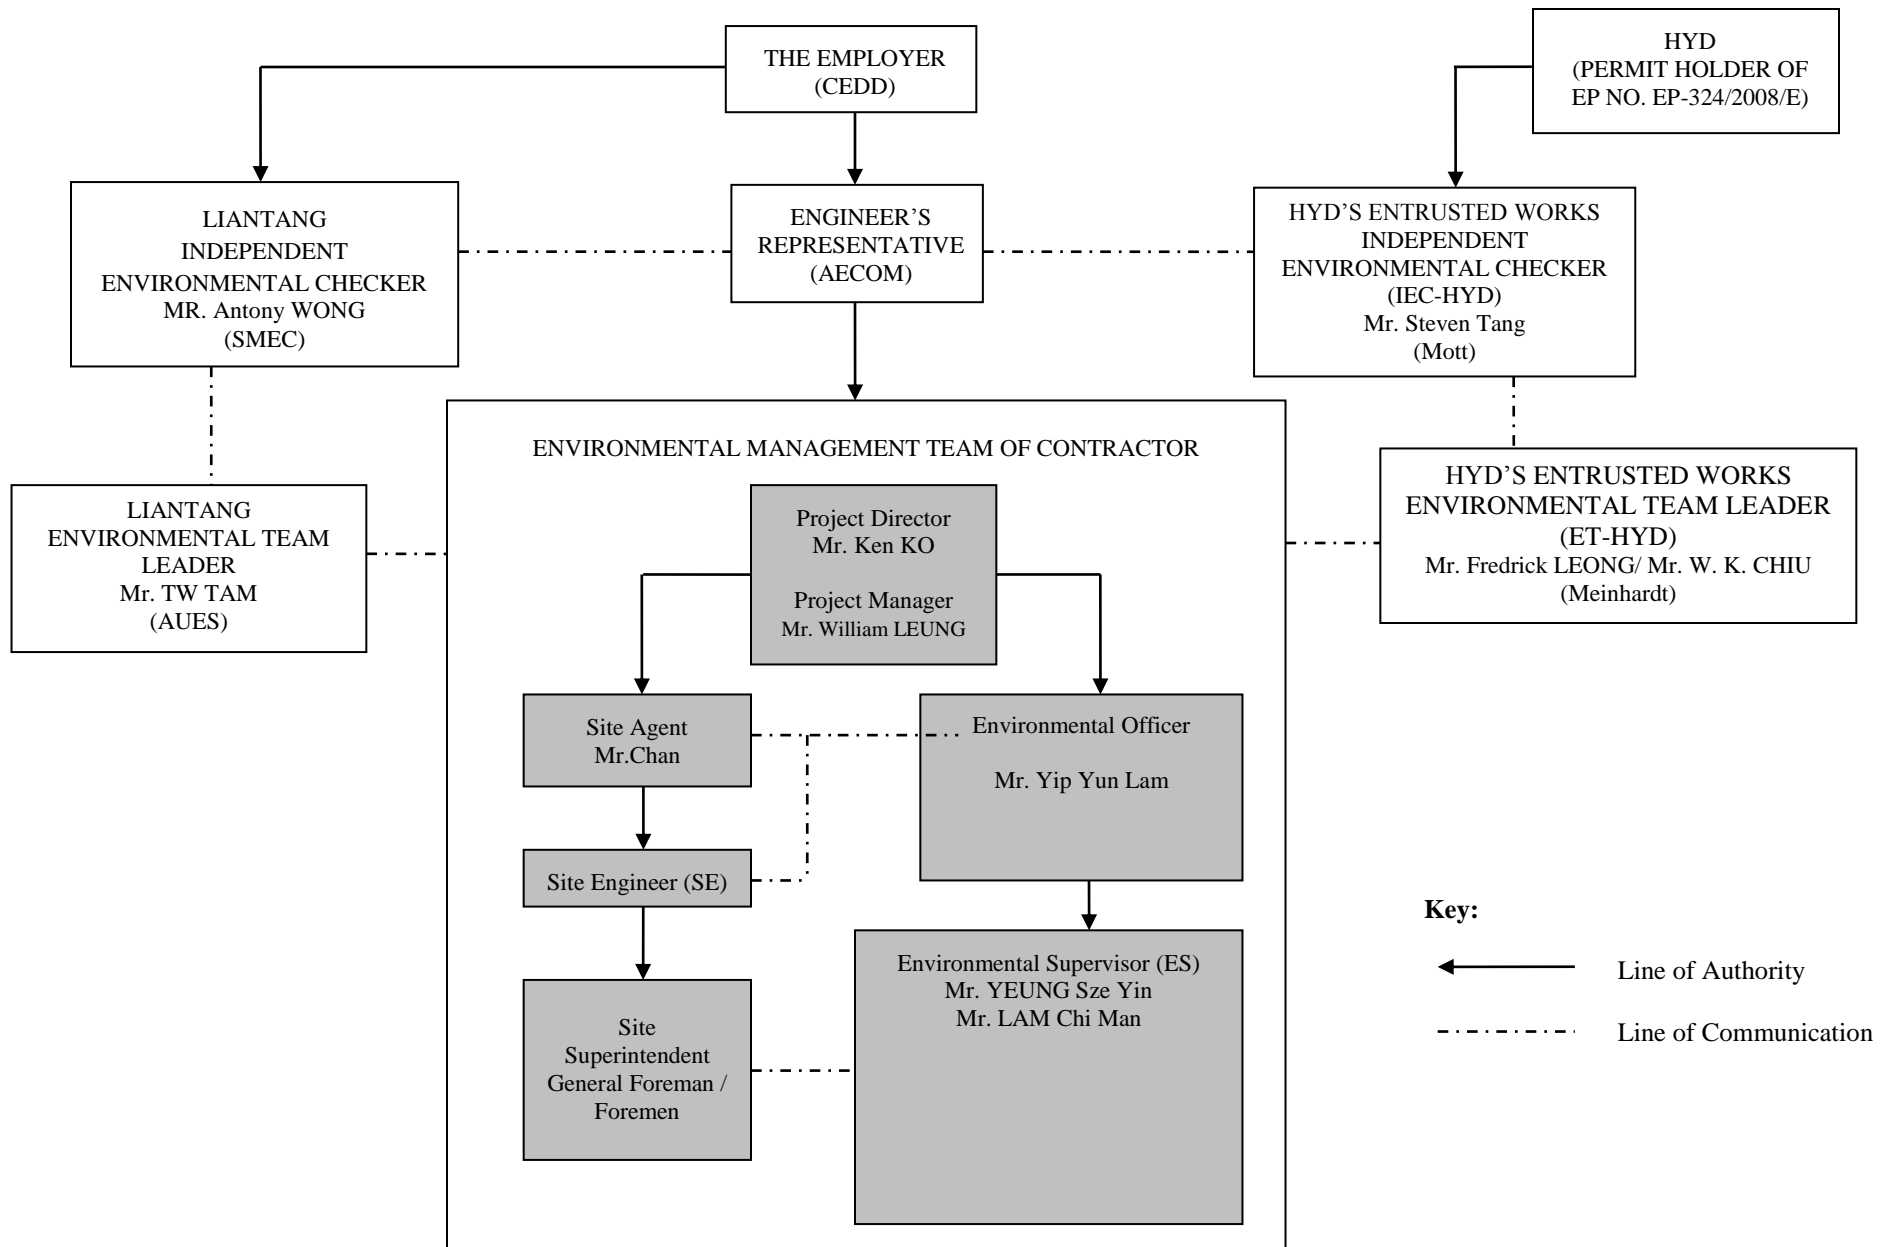 THE EMPLOYER
(CEDD)
HYD
(PERMIT HOLDER OF
EP NO. EP-324/2008/E)
LIANTANG
INDEPENDENT
ENVIRONMENTAL CHECKER
MR. Antony WONG
(SMEC)
ENGINEER’S
REPRESENTATIVE
(AECOM)
HYD’S ENTRUSTED WORKS
INDEPENDENT
ENVIRONMENTAL CHECKER
(IEC-HYD)
Mr. Steven Tang
(Mott)
ENVIRONMENTAL MANAGEMENT TEAM OF CONTRACTOR
LIANTANG
ENVIRONMENTAL TEAM
LEADER
Mr. TW TAM
(AUES)
Project Director
Mr. Ken KO
Project Manager
Mr. William LEUNG
HYD’S ENTRUSTED WORKS
ENVIRONMENTAL TEAM LEADER
(ET-HYD)
Mr. Fredrick LEONG/ Mr. W. K. CHIU
(Meinhardt)
Site Agent
Mr.Chan
Environmental Officer
Mr. Yip Yun Lam
Site Engineer (SE)
Environmental Supervisor (ES)
Mr. YEUNG Sze Yin
Mr. LAM Chi Man
Site
Superintendent
General Foreman /
Foremen
Key:
Line of Authority
Line of Communication